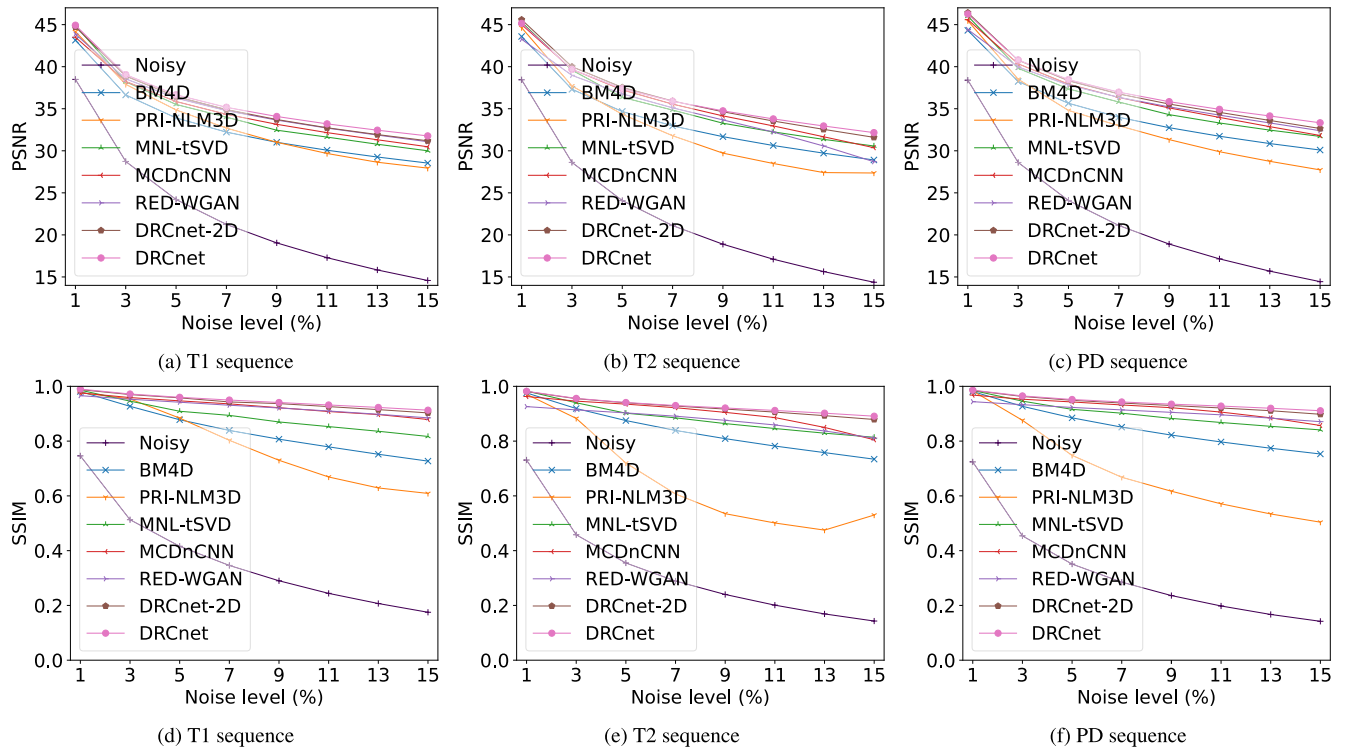 45
40
35
30
25
20
15
PSNR
Noisy
BM4D
PRI-NLM3D
MNL-tSVD
MCDnCNN
RED-WGAN
DRCnet-2D
DRCnet
1 3 5 7 9 11 13 15
Noise level (%)
(a) T1 sequence
45
40
35
30
25
20
15
PSNR
Noisy
BM4D
PRI-NLM3D
MNL-tSVD
MCDnCNN
RED-WGAN
DRCnet-2D
DRCnet
1 3 5 7 9 11 13 15
Noise level (%)
(b) T2 sequence
45
40
35
30
25
20
15
PSNR
Noisy
BM4D
PRI-NLM3D
MNL-tSVD
MCDnCNN
RED-WGAN
DRCnet-2D
DRCnet
1 3 5 7 9 11 13 15
Noise level (%)
(c) PD sequence
1.0
0.8
0.6
0.4
0.2
0.0
SSIM
Noisy
BM4D
PRI-NLM3D
MNL-tSVD
MCDnCNN
RED-WGAN
DRCnet-2D
DRCnet
1 3 5 7 9 11 13 15
Noise level (%)
(d) T1 sequence
1.0
0.8
0.6
0.4
0.2
0.0
SSIM
Noisy
BM4D
PRI-NLM3D
MNL-tSVD
MCDnCNN
RED-WGAN
DRCnet-2D
DRCnet
1 3 5 7 9 11 13 15
Noise level (%)
(e) T2 sequence
1.0
0.8
0.6
0.4
0.2
0.0
SSIM
Noisy
BM4D
PRI-NLM3D
MNL-tSVD
MCDnCNN
RED-WGAN
DRCnet-2D
DRCnet
1 3 5 7 9 11 13 15
Noise level (%)
(f) PD sequence